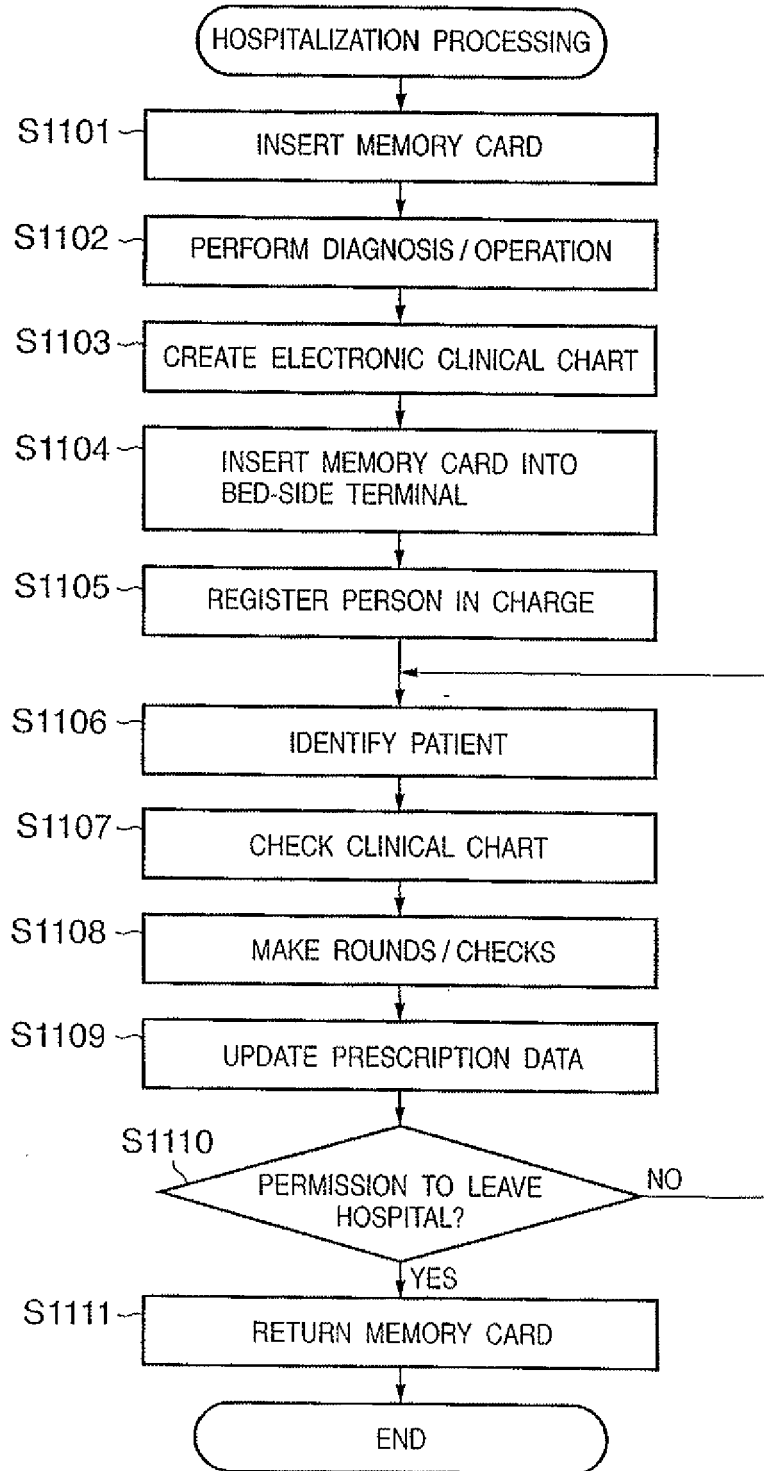 HOSPITALIZATION PROCESSING
S1101
INSERT MEMORY CARD
S1102
PERFORM DIAGNOSIS / OPERATION
S1103
CREATE ELECTRONIC CLINICAL CHART
S1104
INSERT MEMORY CARD INTO
BED-SIDE TERMINAL
S1105
REGISTER PERSON IN CHARGE
S1106
IDENTIFY PATIENT
S1107
CHECK CLINICAL CHART
S1108
MAKE ROUNDS / CHECKS
S1109
UPDATE PRESCRIPTION DATA
S1110
PERMISSION TO LEAVE
HOSPITAL?
NO
YES
S1111
RETURN MEMORY CARD
END